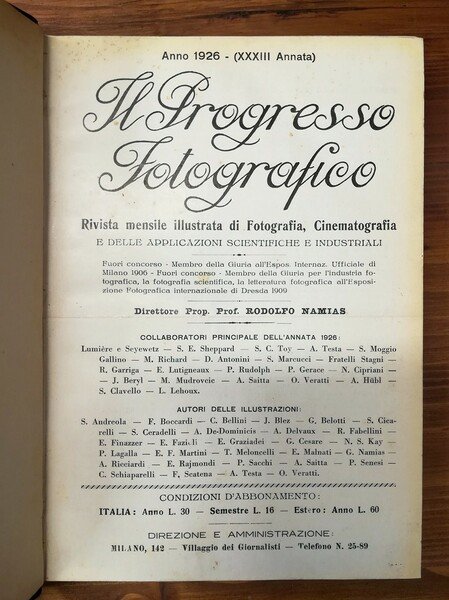 Anno 1926 - (XXXIII Annata)
Il Progresso
Fotografico
Rivista mensile illustrata di Fotografia, Cinematografia
E DELLE APPLICAZIONI SCIENTIFICHE E INDUSTRIALI
Fuori concorso - Membro della Giuria all'Espos. Internaz. Ufficiale di
Milano 1906 - Fuori concorso - Membro della Giuria per l'industria fo-
tografica, la fotografia scientifica, la letteratura fotografica all'Esposi-
zione Fotografica internazionale di Dresda 1909
Direttore Prop. Prof. RODOLFO NAMIAS
COLLABORATORI PRINCIPALE DELL'ANNATA 1926:
Lumière e Seyewetz — S. E. Sheppard — S. C. Toy — A. Testa — S. Moggio
Gallino — M. Richard — D. Antonini — S. Marcucci — Fratelli Stagni —
R. Garriga — E. Lutigneaux — P. Rudolph — P. Gerace — N. Cipriani —
— J. Beryl — M. Mudrovcic — A. Saitta — O. Veratti — A. Hübl —
S. Clavello — L. Lehoux.
AUTORI DELLE ILLUSTRAZIONI:
S. Andreola — F. Boccardi — C. Bellini — J. Blez — G. Belotti — S. Cica-
relli — S. Ceradelli — A. De-Dominicis — A. Delvaux — R. Fabellini —
E. Finazzer — E. Fazioli — E. Graziadei — G. Cesare — N. S. Kay —
P. Lagalla — E. F. Martini — T. Meloncelli — E. Malnati — G. Namias —
A. Ricciardi — E. Rajmondi — P. Sacchi — A. Saitta — P. Senesi —
C. Schiaparelli — F. Scatena — A. Testa — O. Veratti.
CONDIZIONI D'ABBONAMENTO:
ITALIA: Anno L. 30 — Semestre L. 16 — Estero: Anno L. 60
DIREZIONE E AMMINISTRAZIONE:
MILANO, 142 — Villaggio dei Giornalisti — Telefono N. 25-89